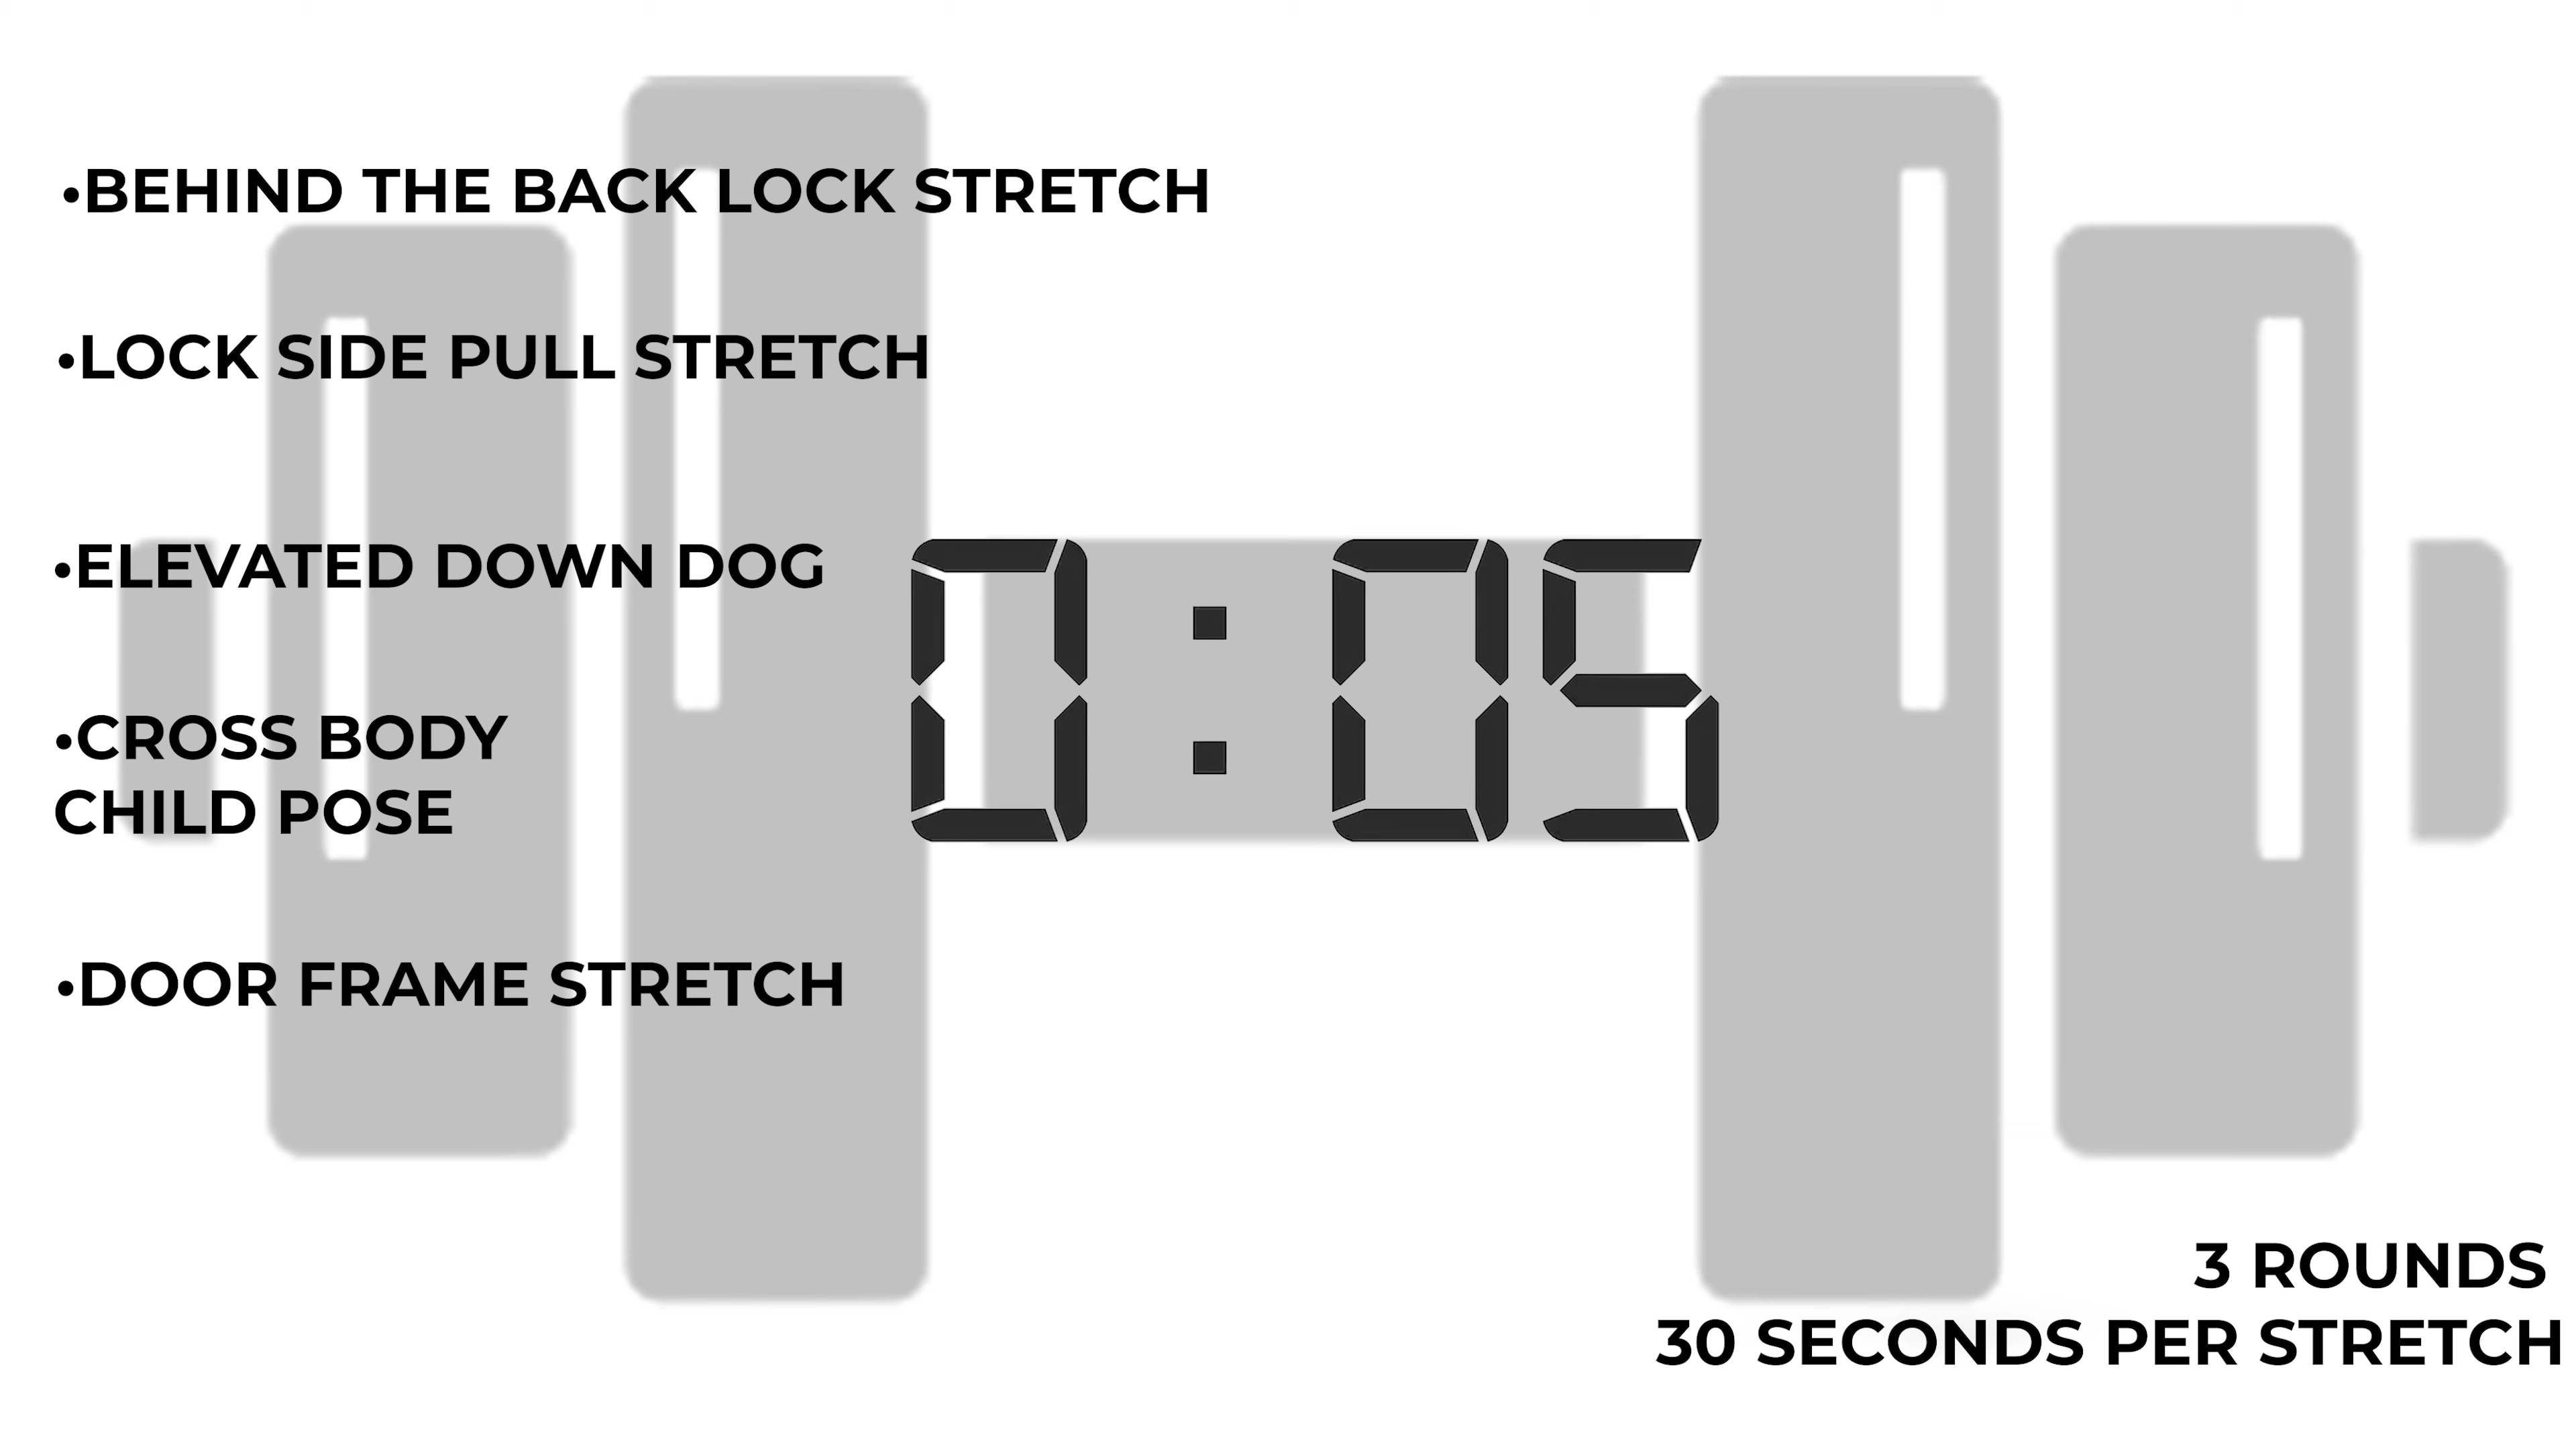 •BEHIND THE BACK LOCK STRETCH
•LOCK SIDE PULL STRETCH
•ELEVATED DOWN DOG
0:05
•CROSS BODY
CHILD POSE
•DOOR FRAME STRETCH
3 ROUNDS
30 SECONDS PER STRETCH